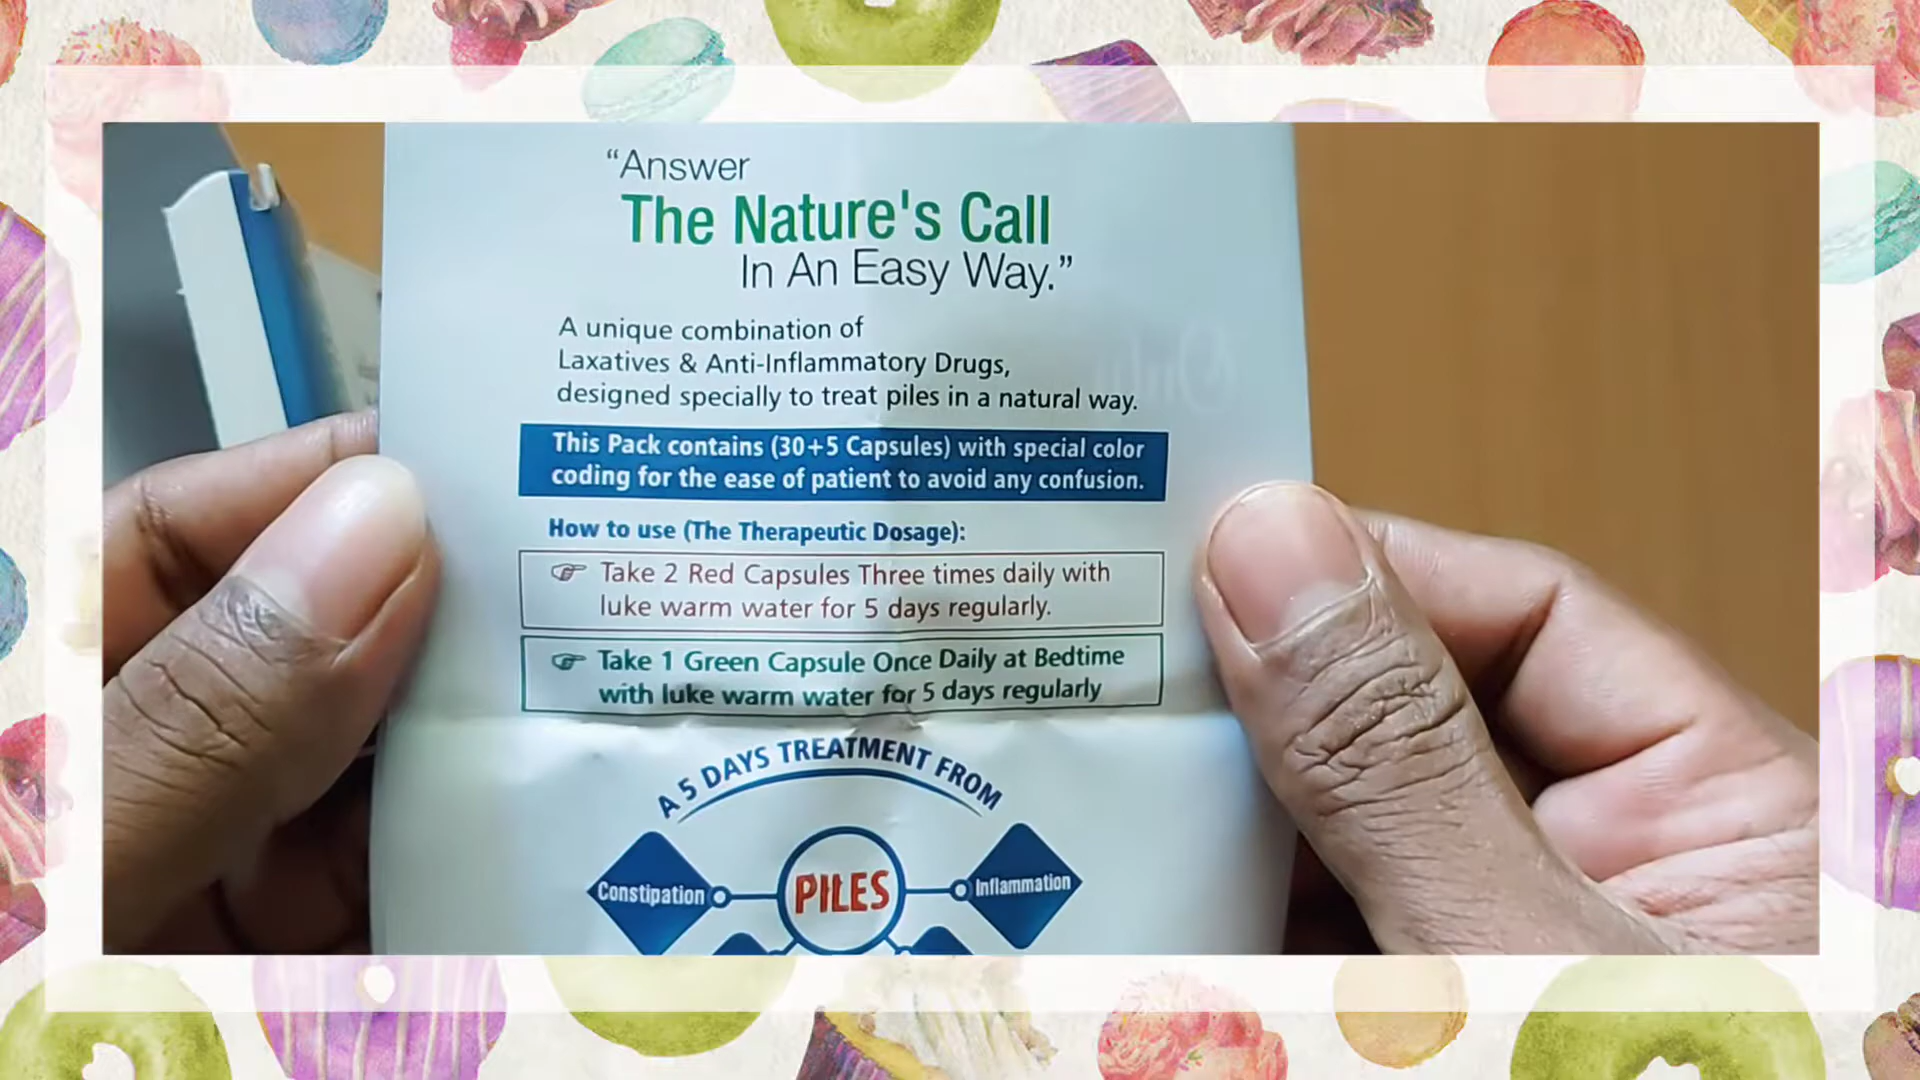 “Answer
The Nature's Call
In An Easy Way.”
A unique combination of
Laxatives & Anti-Inflammatory Drugs,
designed specially to treat piles in a natural way.
This Pack contains (30+5 Capsules) with special color
coding for the ease of patient to avoid any confusion.
How to use (The Therapeutic Dosage):
Take 2 Red Capsules Three times daily with
luke warm water for 5 days regularly.
Take 1 Green Capsule Once Daily at Bedtime
with luke warm water for 5 days regularly
A 5 DAYS TREATMENT FROM
Constipation
PILES
Inflammation